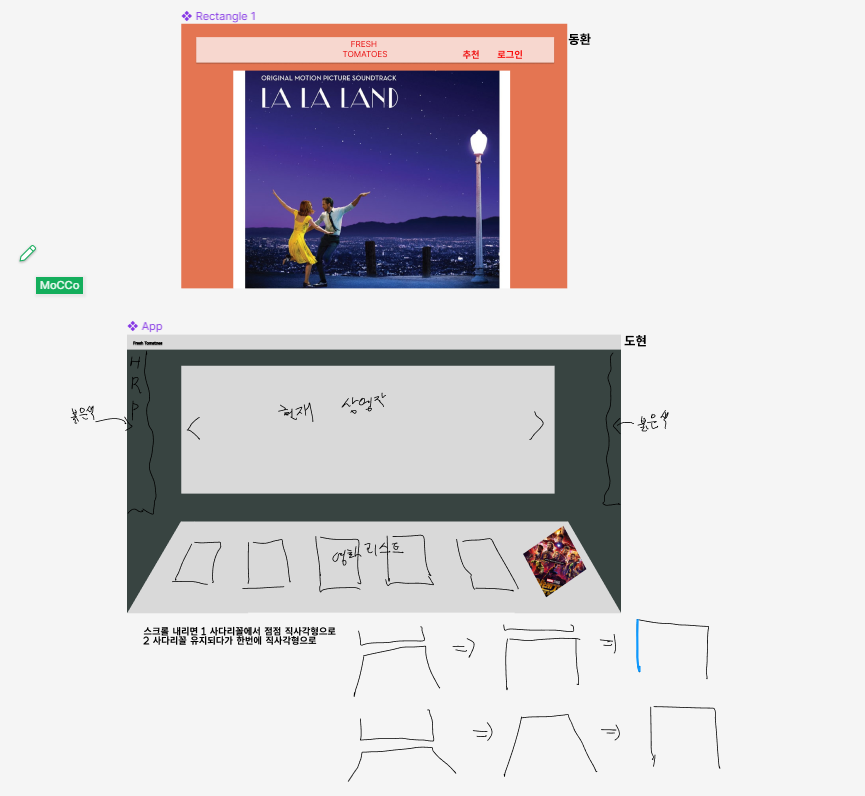 Rectangle 1
동환
FRESH
TOMATOES
추천 로그인
ORIGINAL MOTION PICTURE SOUNDTRACK
LA LA LAND
MoCCo
App
도현
Fresh Tomatoes
H
R
P
붉은색
현재 상영작
붉은색
영화 리스트
스크롤 내리면 1 사다리꼴에서 점점 직사각형으로
2 사다리꼴 유지되다가 한번에 직사각형으로